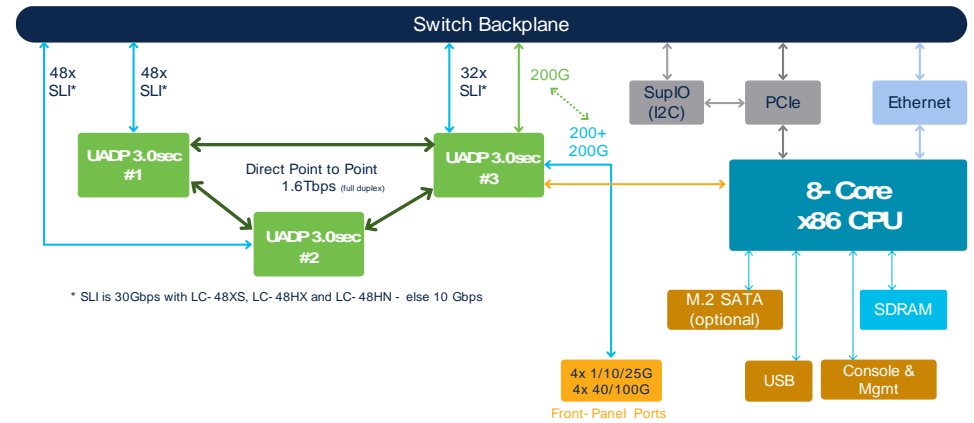 Switch Backplane
48x
SLI*
48x
SLI*
32x
SLI*
200G
200+
200G
SupIO
(I2C)
PCIe
Ethernet
UADP 3.0sec
#1
Direct Point to Point
1.6Tbps (full duplex)
UADP 3.0sec
#3
UADP 3.0sec
#2
8- Core
x86 CPU
* SLI is 30Gbps with LC- 48XS, LC- 48HX and LC- 48HN - else 10 Gbps
M.2 SATA
(optional)
SDRAM
USB
Console &
Mgmt
4x 1/10/25G
4x 40/100G
Front- Panel Ports